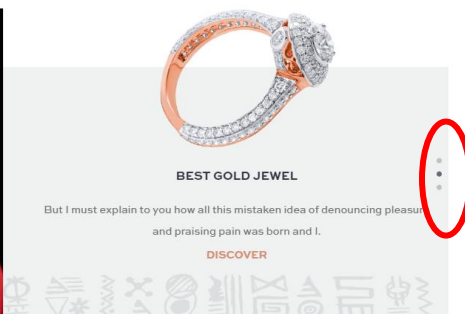 BEST GOLD JEWEL
But I must explain to you how all this mistaken idea of denouncing pleasur
and praising pain was born and I.
DISCOVER